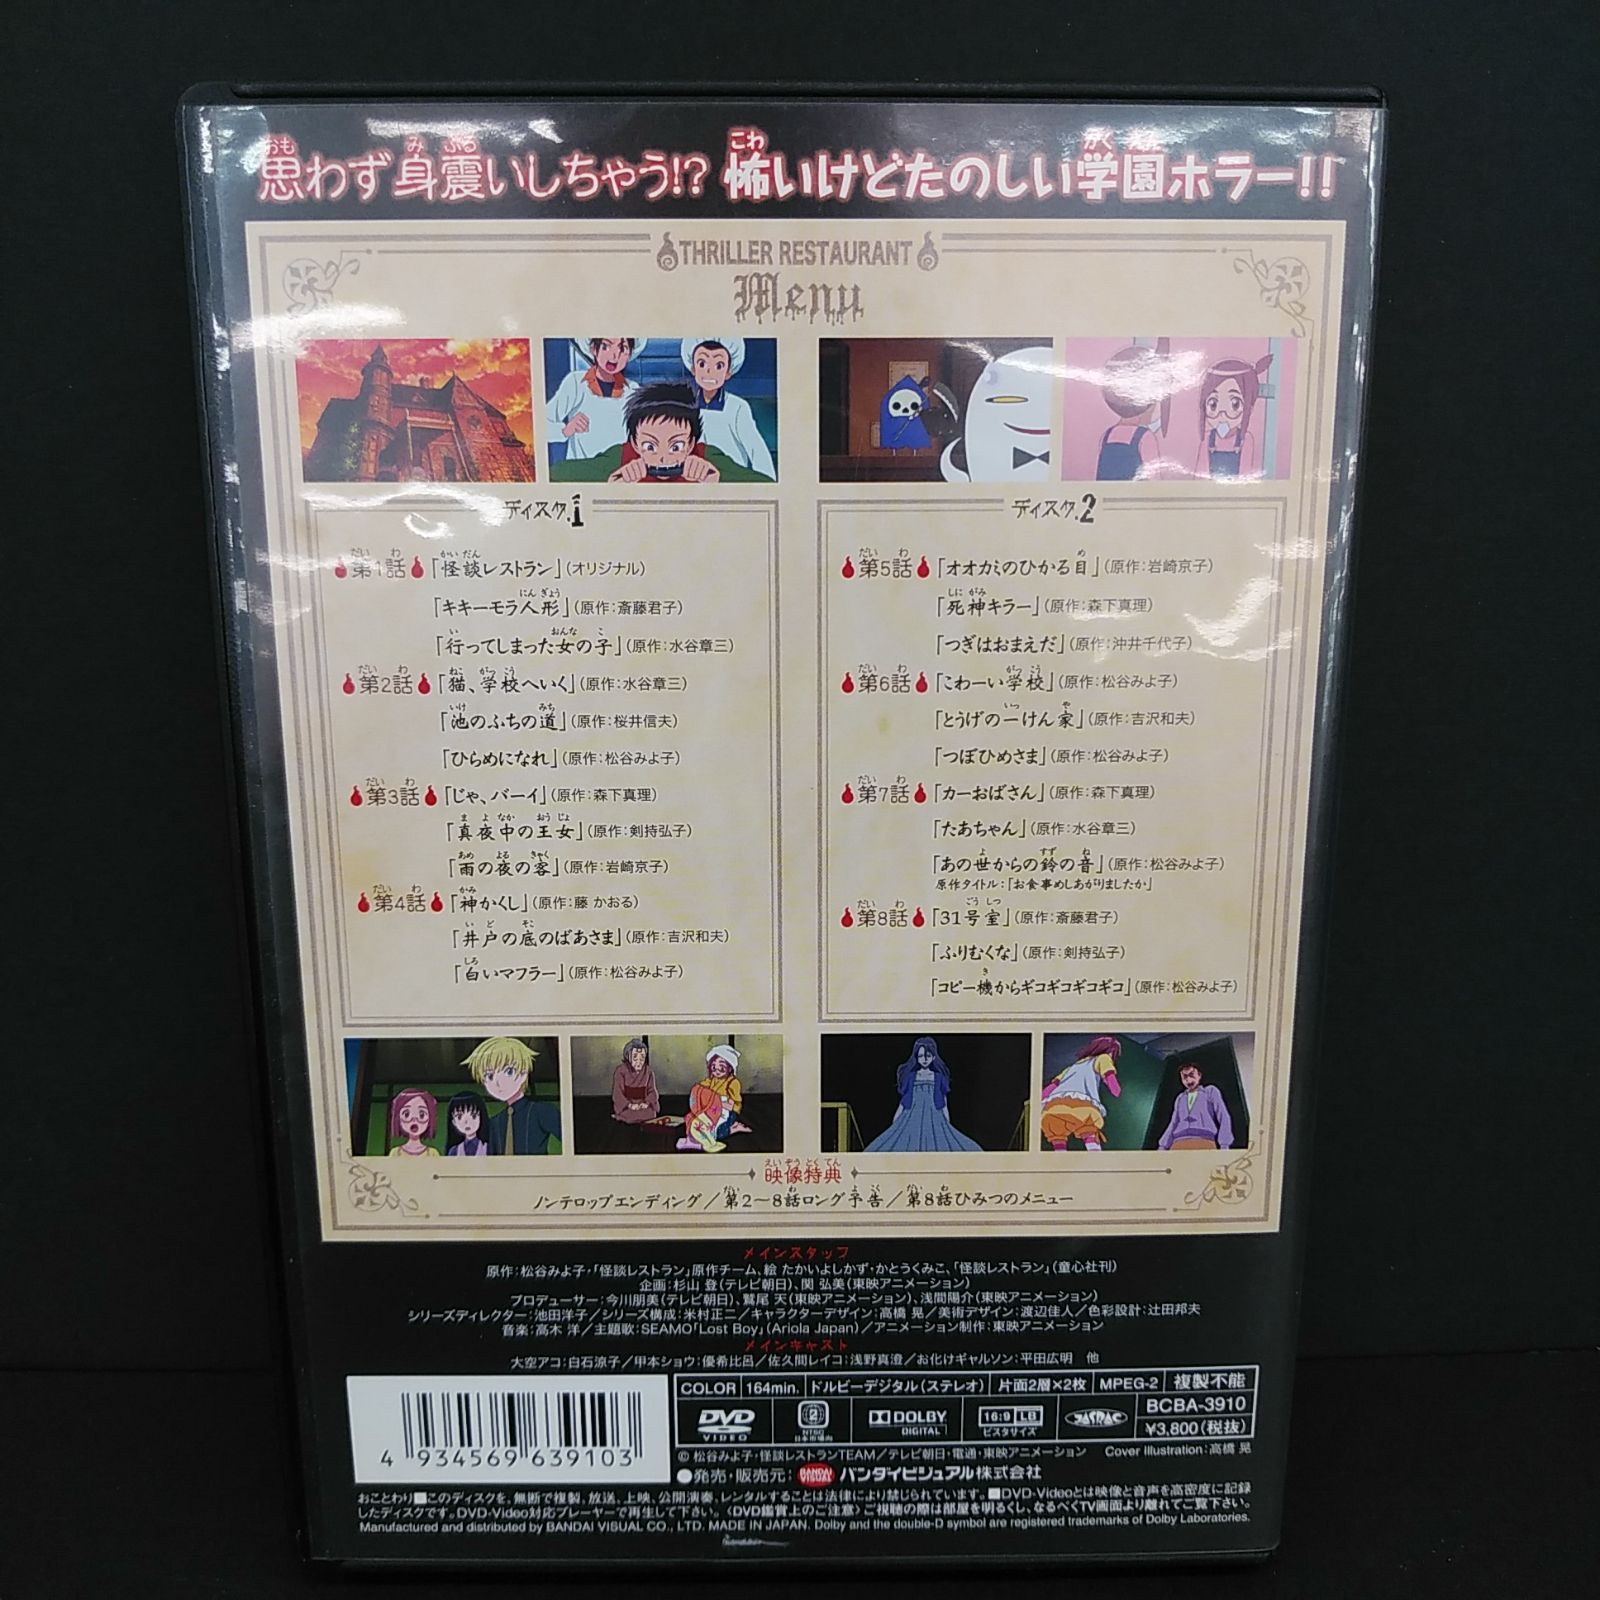 思わず身震いしちゃう!? 怖いけどたのしい学園ホラー!!
THRILLER RESTAURANT
Menu
ディスク.1
第1話「怪談レストラン」(オリジナル)
「キキーモラ人形」(原作:斎藤君子)
「行ってしまった女の子」(原作:水谷章三)
第2話「猫、学校へいく」(原作:水谷章三)
「池のふちの道」(原作:桜井信夫)
「ひらめになれ」(原作:松谷みよ子)
第3話「じゃ、バーイ」(原作:森下真理)
「真夜中の王女」(原作:剣持弘子)
「雨の夜の客」(原作:岩崎京子)
第4話「神かくし」(原作:藤 かおる)
「井戸の底のばあさま」(原作:吉沢和夫)
「白いマフラー」(原作:松谷みよ子)
ディスク.2
第5話「オオカミのひかる目」(原作:岩崎京子)
「死神キラー」(原作:森下真理)
「つぎはおまえだ」(原作:沖井千代子)
第6話「こわーい学校」(原作:松谷みよ子)
「とうげの一けん家」(原作:吉沢和夫)
「つぼひめさま」(原作:松谷みよ子)
第7話「カーおばさん」(原作:森下真理)
「たあちゃん」(原作:水谷章三)
「あの世からの鈴の音」(原作:松谷みよ子)
原作タイトル:「お食事めしあがりましたか」
第8話「31号室」(原作:斎藤君子)
「ふりむくな」(原作:剣持弘子)
「コピー機からギコギコギコギコ」(原作:松谷みよ子)
映像特典
ノンテロップエンディング/第2〜8話ロング予告/第8話ひみつのメニュー
メインスタッフ
原作:松谷みよ子・「怪談レストラン」原作チーム、絵 たかいよしかず・かとうくみこ、「怪談レストラン」(童心社刊)
企画:杉山 登(テレビ朝日)、関 弘美(東映アニメーション)
プロデューサー:今川朋美(テレビ朝日)、鷲尾 天(東映アニメーション)、浅間陽介(東映アニメーション)
シリーズディレクター:池田洋子/シリーズ構成:米村正二/キャラクターデザイン:高橋 晃/美術デザイン:渡辺佳人/色彩設計:辻田邦夫
音楽:高木 洋/主題歌:SEAMO「Lost Boy」(Ariola Japan)/アニメーション制作:東映アニメーション
メインキャスト
大空アコ:白石涼子/甲本ショウ:優希比呂/佐久間レイコ:浅野真澄/お化けギャルソン:平田広明 他
COLOR 164min. ドルビーデジタル(ステレオ) 片面2層×2枚 MPEG-2 複製不能
DVD VIDEO 2 NTSC 日本市場向 DOLBY DIGITAL 16:9 LB ビスタサイズ JASRAC BCBA-3910
¥3,800(税抜)
© 松谷みよ子・怪談レストランTEAM/テレビ朝日・電通・東映アニメーション Cover illustration:高橋 晃
●発売・販売元: BANDAI VISUAL バンダイビジュアル株式会社
4 934569 639103
おことわり■このディスクを、無断で複製、放送、上映、公開演奏、レンタルすることは法律により禁じられています。■DVD-Videoとは映像と音声を高密度に記録
したディスクです。DVD-Video対応プレーヤーで再生して下さい。〈DVD鑑賞上のご注意〉ご視聴の際は部屋を明るくし、なるべくTV画面より離れてご覧下さい。
Manufactured and distributed by BANDAI VISUAL CO., LTD. MADE IN JAPAN. Dolby and the double-D symbol are registered trademarks of Dolby Laboratories.